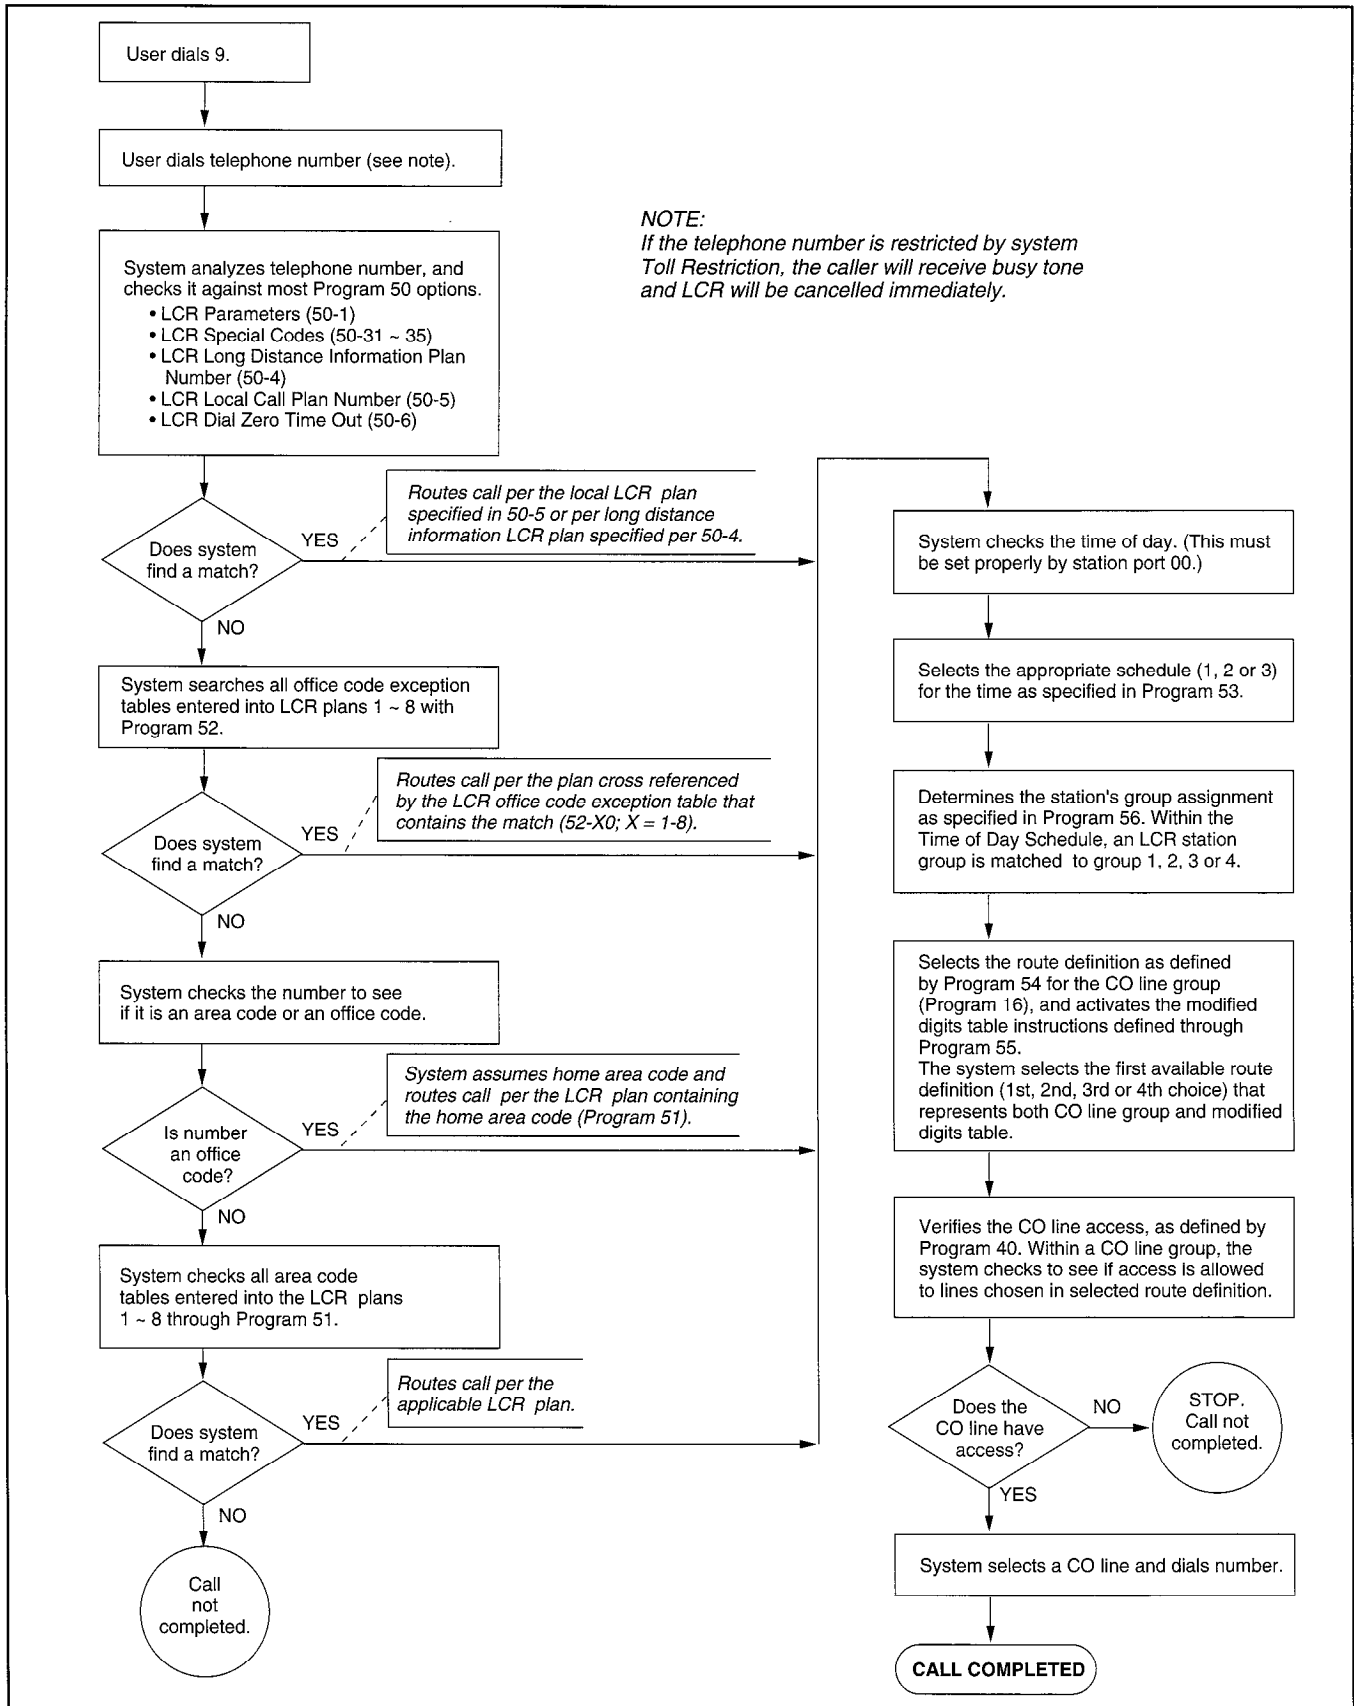 User dials 9.
User dials telephone number (see note).
NOTE:
If the telephone number is restricted by system
Toll Restriction, the caller will receive busy tone
and LCR will be cancelled immediately.
System analyzes telephone number, and
checks it against most Program 50 options.
• LCR Parameters (50-1)
• LCR Special Codes (50-31 ~ 35)
• LCR Long Distance Information Plan
Number (50-4)
• LCR Local Call Plan Number (50-5)
• LCR Dial Zero Time Out (50-6)
Does system
find a match?
YES
Routes call per the local LCR plan
specified in 50-5 or per long distance
information LCR plan specified per 50-4.
NO
System searches all office code exception
tables entered into LCR plans 1 ~ 8 with
Program 52.
Does system
find a match?
YES
Routes call per the plan cross referenced
by the LCR office code exception table that
contains the match (52-X0; X = 1-8).
NO
System checks the number to see
if it is an area code or an office code.
Is number
an office
code?
YES
System assumes home area code and
routes call per the LCR plan containing
the home area code (Program 51).
NO
System checks all area code
tables entered into the LCR plans
1 ~ 8 through Program 51.
Does system
find a match?
YES
Routes call per the
applicable LCR plan.
NO
Call
not
completed.
System checks the time of day. (This must
be set properly by station port 00.)
Selects the appropriate schedule (1, 2 or 3)
for the time as specified in Program 53.
Determines the station's group assignment
as specified in Program 56. Within the
Time of Day Schedule, an LCR station
group is matched to group 1, 2, 3 or 4.
Selects the route definition as defined
by Program 54 for the CO line group
(Program 16), and activates the modified
digits table instructions defined through
Program 55.
The system selects the first available route
definition (1st, 2nd, 3rd or 4th choice) that
represents both CO line group and modified
digits table.
Verifies the CO line access, as defined by
Program 40. Within a CO line group, the
system checks to see if access is allowed
to lines chosen in selected route definition.
Does the
CO line have
access?
NO
STOP.
Call not
completed.
YES
System selects a CO line and dials number.
CALL COMPLETED